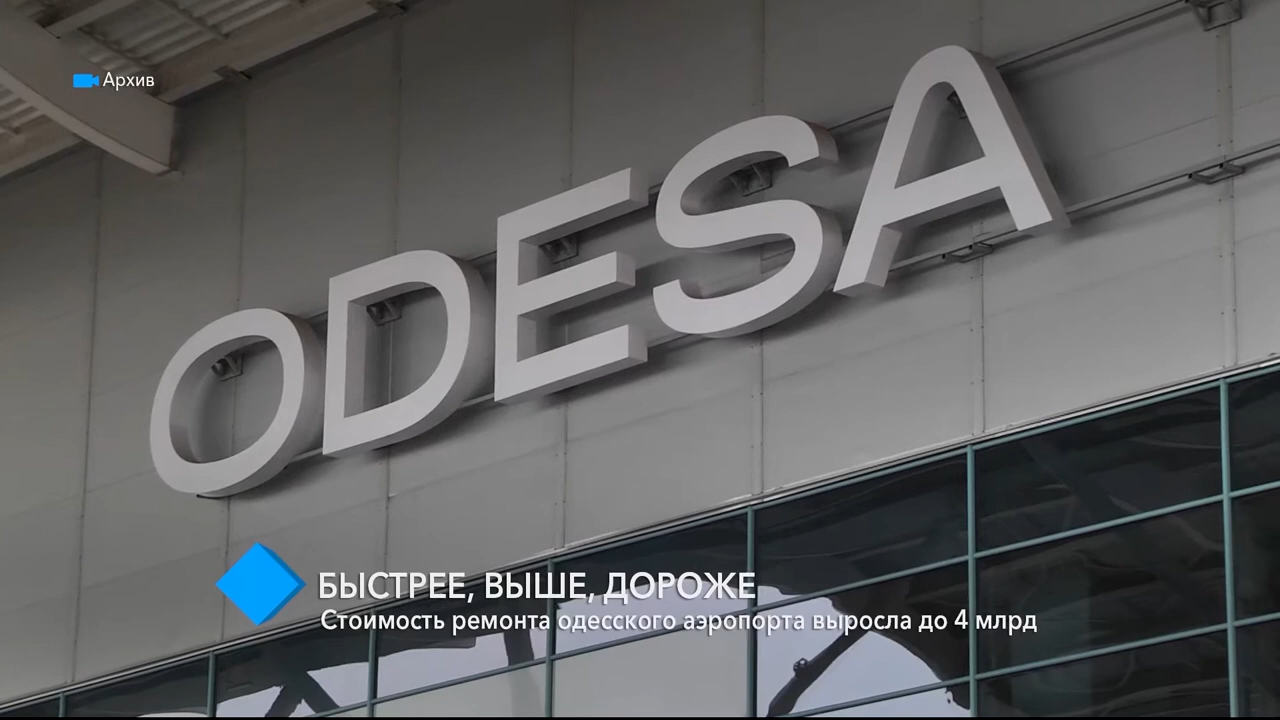 Архив
ODESA
БЫСТРЕЕ, ВЫШЕ, ДОРОЖЕ
Стоимость ремонта одесского аэропорта выросла до 4 млрд